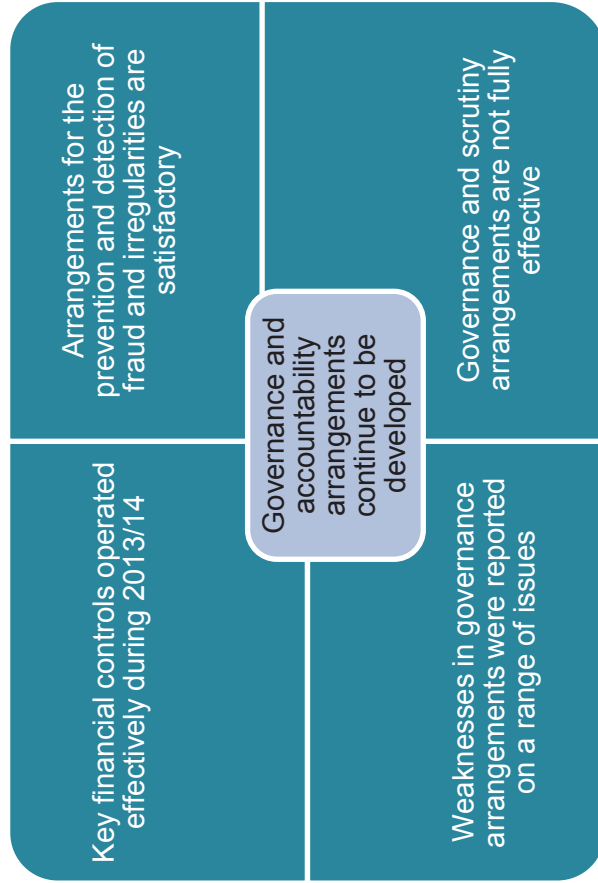 Key financial controls operated
effectively during 2013/14
Arrangements for the
prevention and detection of
fraud and irregularities are
satisfactory
Governance and
accountability
arrangements
continue to be
developed
Weaknesses in governance
arrangements were reported
on a range of issues
Governance and scrutiny
arrangements are not fully
effective